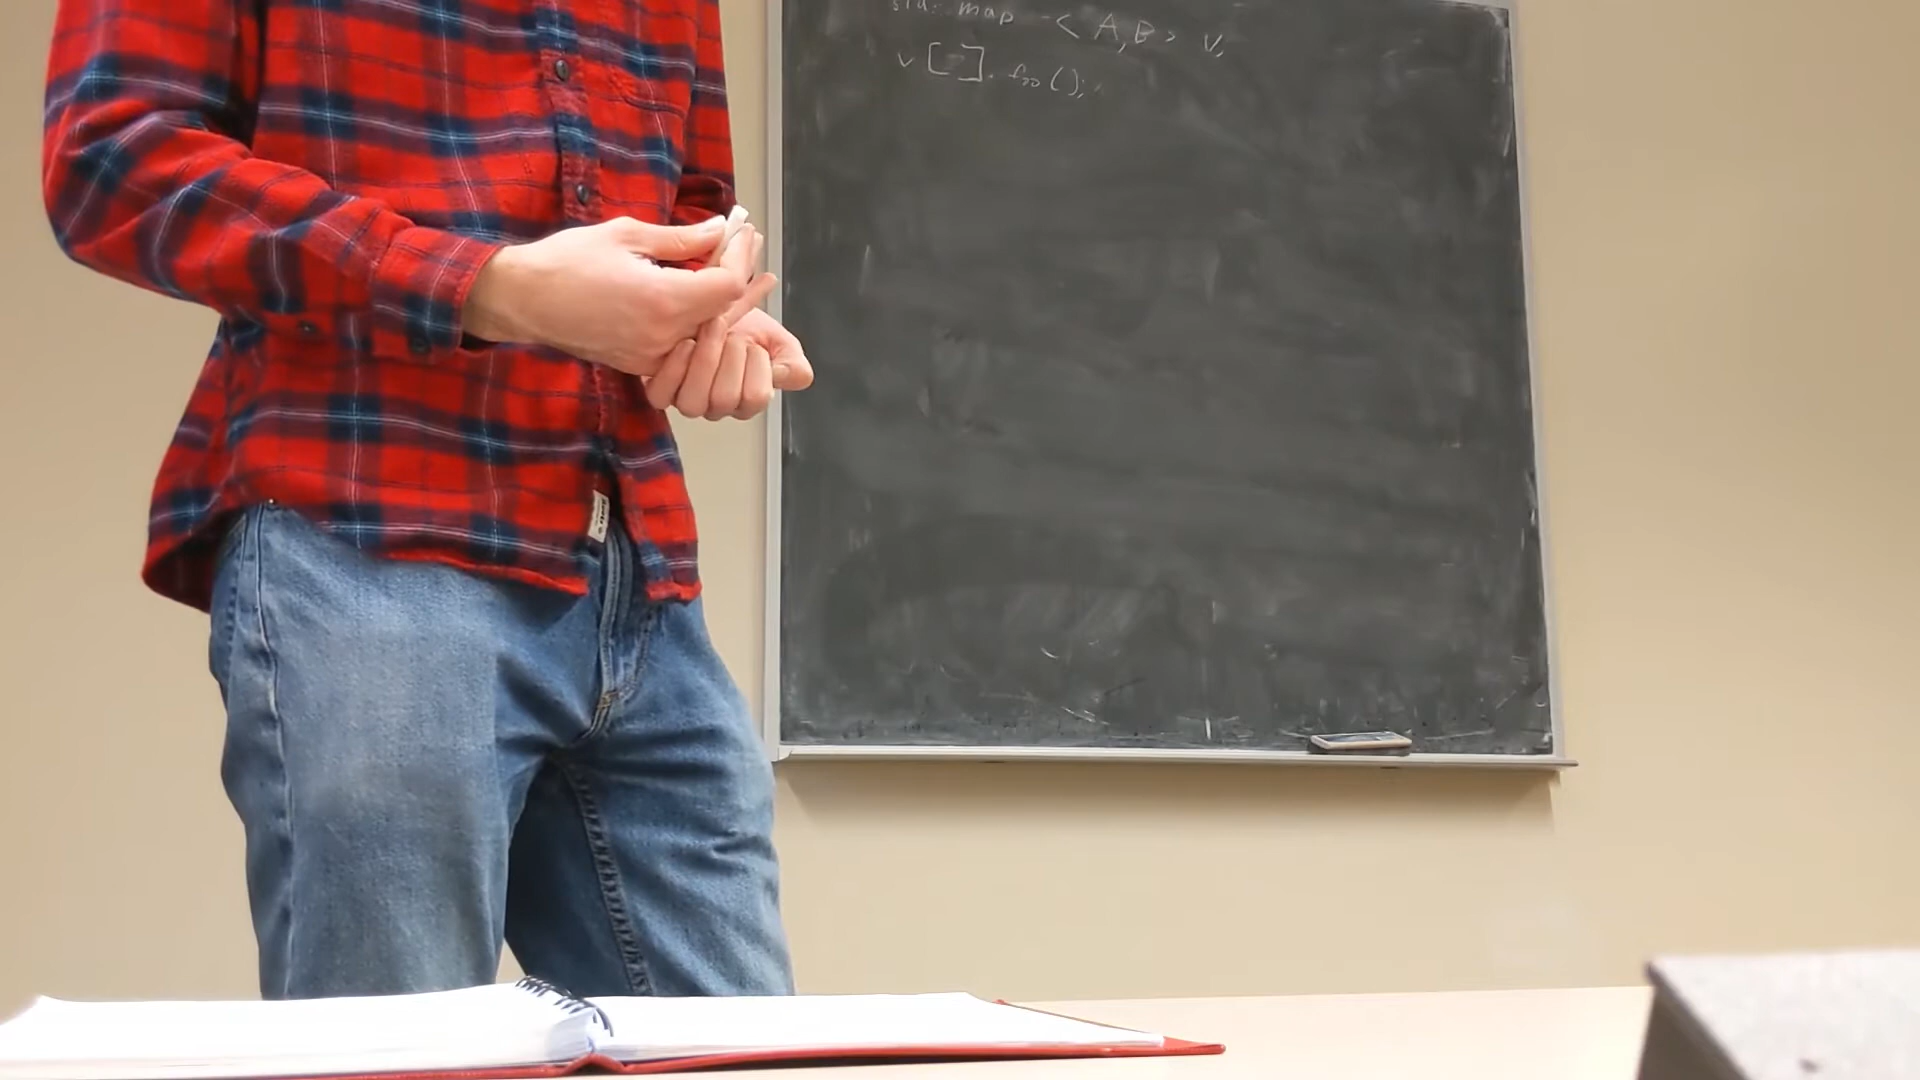 std: map < A, B > v;
v [ ]. foo ();